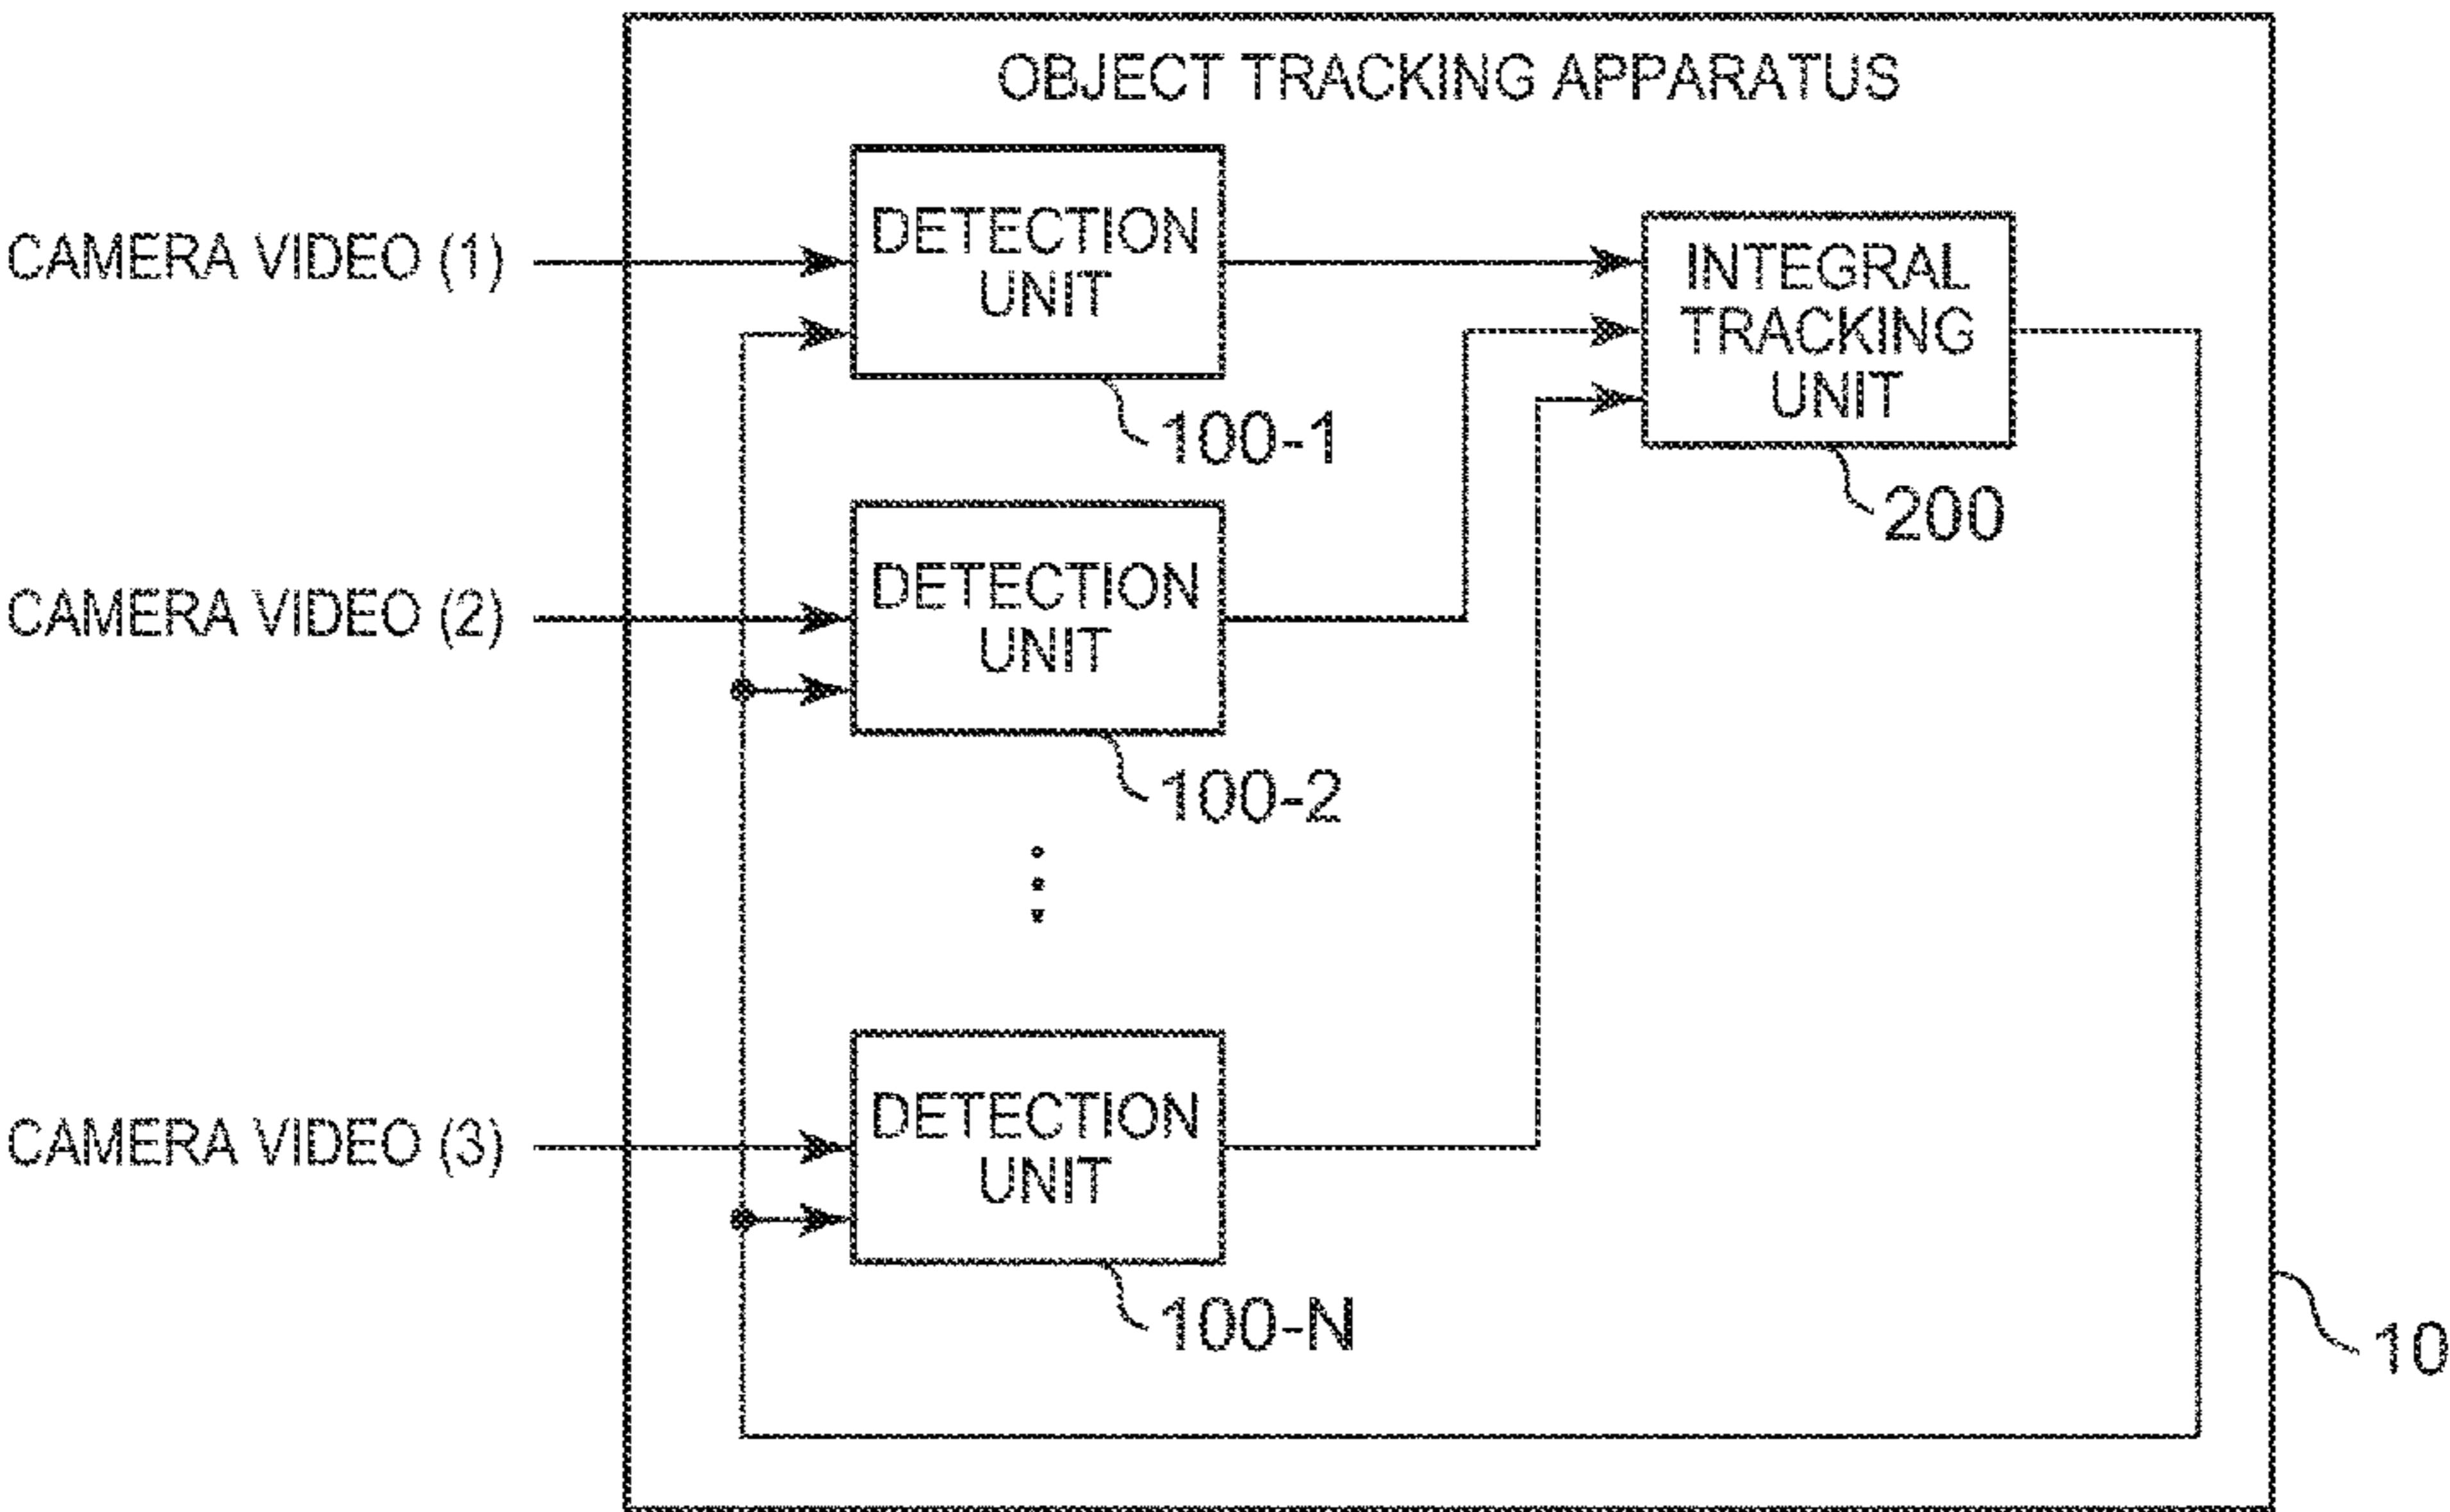 OBJECT TRACKING APPARATUS
CAMERA VIDEO (1)
DETECTION
UNIT
100-1
INTEGRAL
TRACKING
UNIT
200
CAMERA VIDEO (2)
DETECTION
UNIT
100-2
CAMERA VIDEO (3)
DETECTION
UNIT
100-N
10